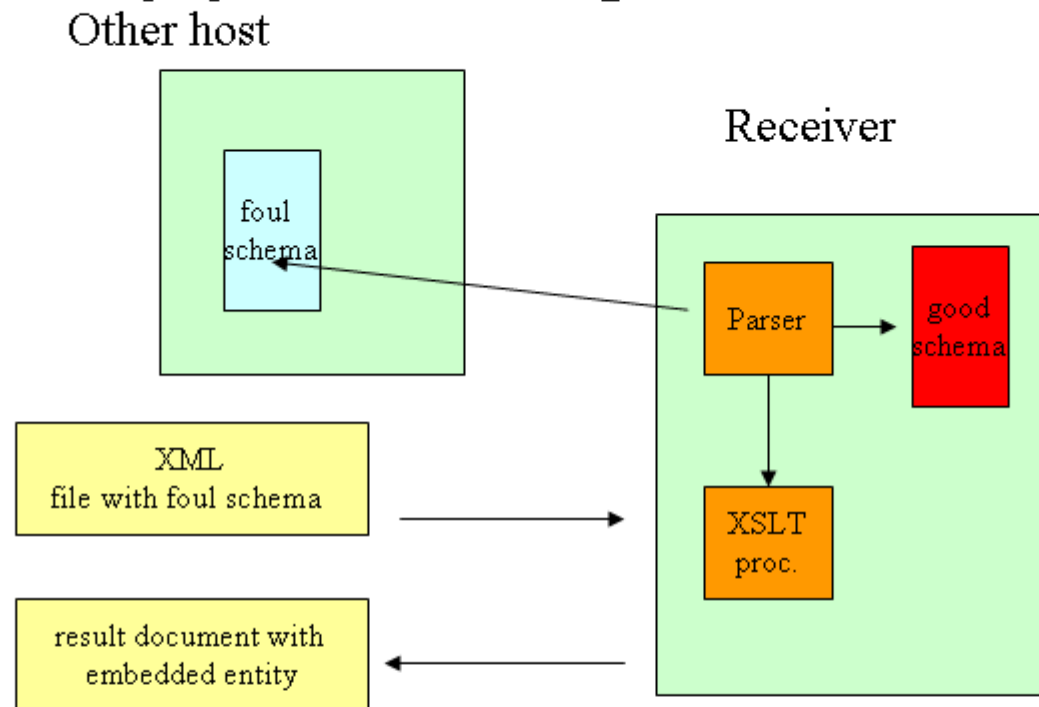 Other host
Receiver
foul
schema
Parser
good
schema
XML
file with foul schema
XSLT
proc.
result document with
embedded entity